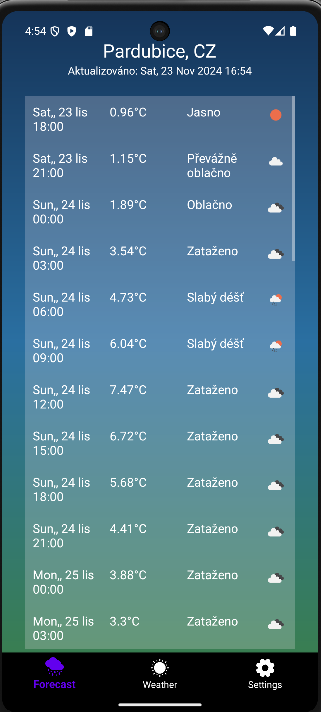 4:54
Pardubice, CZ
Aktualizováno: Sat, 23 Nov 2024 16:54
Sat,, 23 lis 18:00 0.96°C Jasno
Sat,, 23 lis 21:00 1.15°C Převážně oblačno
Sun,, 24 lis 00:00 1.89°C Oblačno
Sun,, 24 lis 03:00 3.54°C Zataženo
Sun,, 24 lis 06:00 4.73°C Slabý déšť
Sun,, 24 lis 09:00 6.04°C Slabý déšť
Sun,, 24 lis 12:00 7.47°C Zataženo
Sun,, 24 lis 15:00 6.72°C Zataženo
Sun,, 24 lis 18:00 5.68°C Zataženo
Sun,, 24 lis 21:00 4.41°C Zataženo
Mon,, 25 lis 00:00 3.88°C Zataženo
Mon,, 25 lis 03:00 3.3°C Zataženo
Forecast Weather Settings